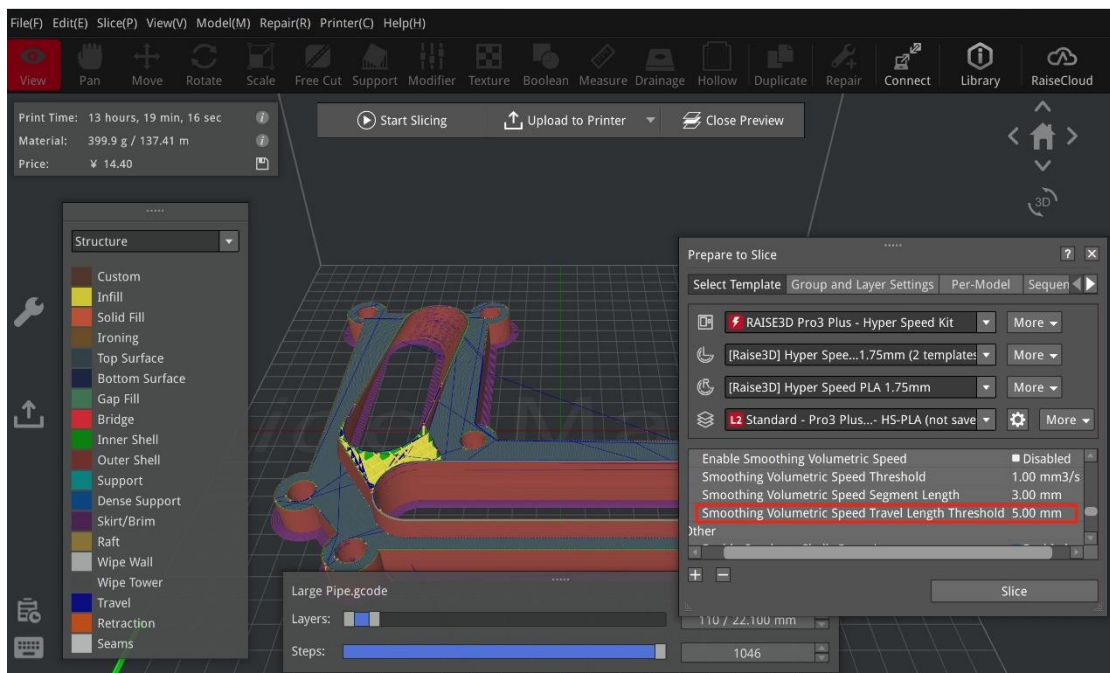 File(F) Edit(E) Slice(P) View(V) Model(M) Repair(R) Printer(C) Help(H)
View Pan Move Rotate Scale Free Cut Support Modifier Texture Boolean Measure Drainage Hollow Duplicate Repair Connect Library RaiseCloud
Print Time: 13 hours, 19 min, 16 sec
Material: 399.9 g / 137.41 m
Price: ¥ 14.40
Start Slicing Upload to Printer Close Preview
3D
Structure
Custom
Infill
Solid Fill
Ironing
Top Surface
Bottom Surface
Gap Fill
Bridge
Inner Shell
Outer Shell
Support
Dense Support
Skirt/Brim
Raft
Wipe Wall
Wipe Tower
Travel
Retraction
Seams
Prepare to Slice ?
Select Template Group and Layer Settings Per-Model Sequen
RAISE3D Pro3 Plus - Hyper Speed Kit More
[Raise3D] Hyper Spee...1.75mm (2 templates More
[Raise3D] Hyper Speed PLA 1.75mm More
L2 Standard - Pro3 Plus...- HS-PLA (not save More
Enable Smoothing Volumetric Speed Disabled
Smoothing Volumetric Speed Threshold 1.00 mm3/s
Smoothing Volumetric Speed Segment Length 3.00 mm
Smoothing Volumetric Speed Travel Length Threshold 5.00 mm
Other
Slice
Large Pipe.gcode
Layers: 110 / 22.100 mm
Steps: 1046